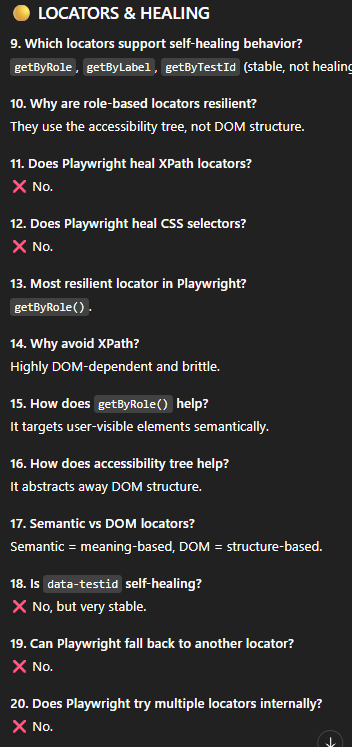 LOCATORS & HEALING
9. Which locators support self-healing behavior?
getByRole, getByLabel, getByTestId (stable, not healing
10. Why are role-based locators resilient?
They use the accessibility tree, not DOM structure.
11. Does Playwright heal XPath locators?
❌ No.
12. Does Playwright heal CSS selectors?
❌ No.
13. Most resilient locator in Playwright?
getByRole().
14. Why avoid XPath?
Highly DOM-dependent and brittle.
15. How does getByRole() help?
It targets user-visible elements semantically.
16. How does accessibility tree help?
It abstracts away DOM structure.
17. Semantic vs DOM locators?
Semantic = meaning-based, DOM = structure-based.
18. Is data-testid self-healing?
❌ No, but very stable.
19. Can Playwright fall back to another locator?
❌ No.
20. Does Playwright try multiple locators internally?
❌ No.